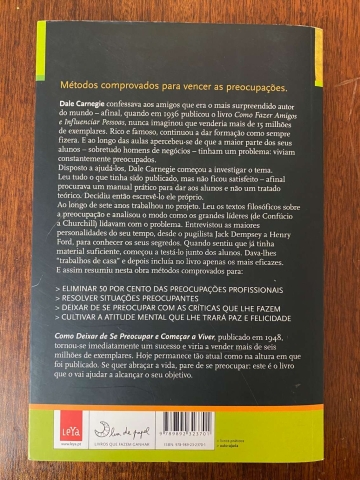 Métodos comprovados para vencer as preocupações.
Dale Carnegie confessava aos amigos que era o mais surpreendido autor
do mundo – afinal, quando em 1936 publicou o livro Como Fazer Amigos
e Influenciar Pessoas, nunca imaginou que venderia mais de 15 milhões
de exemplares. Rico e famoso, continuou a dar formação como sempre
fizera. E ao longo das aulas apercebeu-se de que a maior parte dos seus
alunos – sobretudo homens de negócios – tinham um problema: viviam
constantemente preocupados.
Disposto a ajudá-los, Dale Carnegie começou a investigar o tema.
Leu tudo o que tinha sido publicado, mas não ficou satisfeito – afinal
procurava um manual prático para dar aos alunos e não um tratado
teórico. Decidiu então escrevê-lo ele próprio.
Ao longo de sete anos trabalhou no projeto. Leu os textos filosóficos sobre
a preocupação e analisou o modo como os grandes líderes (de Confúcio
a Churchill) lidavam com o problema. Entrevistou as maiores
personalidades do seu tempo, desde o pugilista Jack Dempsey a Henry
Ford, para conhecer os seus segredos. Quando sentiu que já tinha
material suficiente, começou a testá-lo junto dos alunos. Dava-lhes
"trabalhos de casa" e depois incluía no livro apenas os mais eficazes.
E assim resumiu nesta obra métodos comprovados para:
> ELIMINAR 50 POR CENTO DAS PREOCUPAÇÕES PROFISSIONAIS
> RESOLVER SITUAÇÕES PREOCUPANTES
> DEIXAR DE SE PREOCUPAR COM AS CRÍTICAS QUE LHE FAZEM
> CULTIVAR A ATITUDE MENTAL QUE LHE TRARÁ PAZ E FELICIDADE
Como Deixar de Se Preocupar e Começar a Viver, publicado em 1948,
tornou-se imediatamente um sucesso e viria a vender mais de seis
milhões de exemplares. Hoje permanece tão atual como na altura em que
foi publicado. Se quer abraçar a vida, pare de se preocupar: este é o livro
que o vai ajudar a alcançar o seu objetivo.
LeYa
Lua de papel
LIVROS QUE FAZEM GANHAR